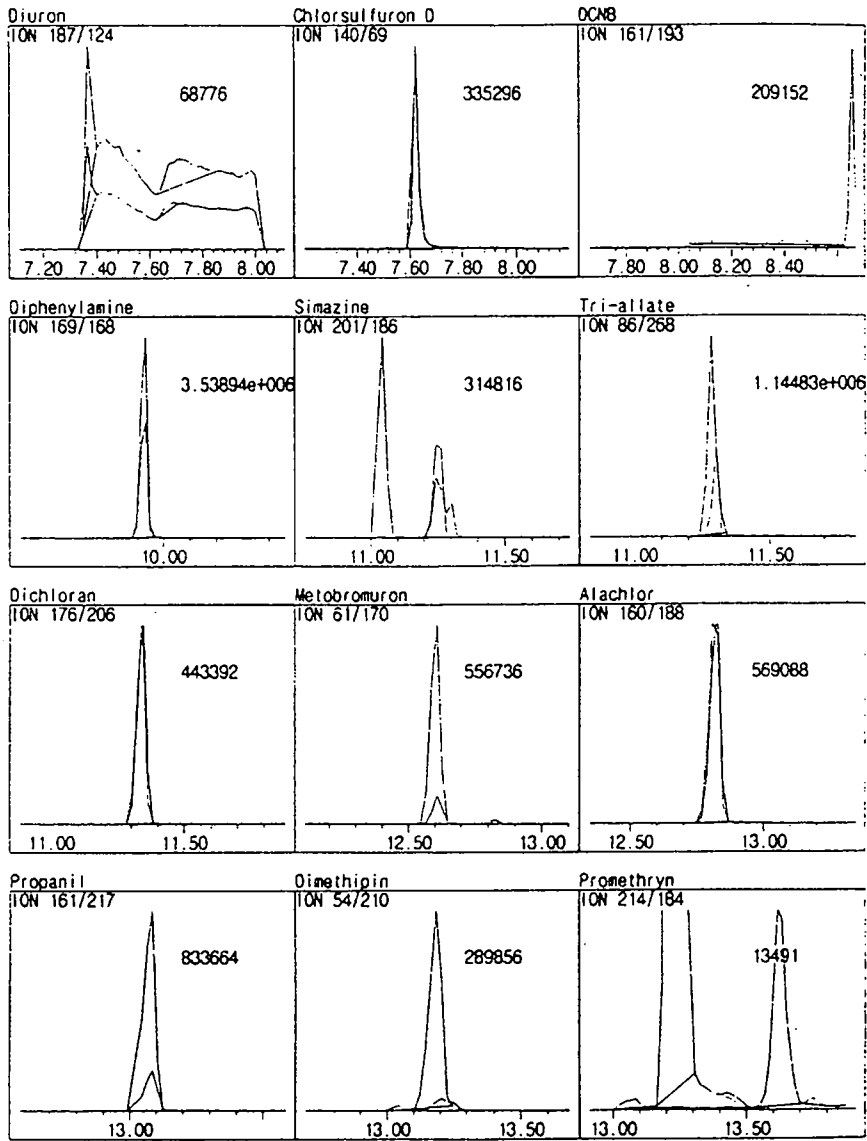 Diuron
ION 187/124
68776
7.20 7.40 7.60 7.80 8.00
Chlorsulfuron D
ION 140/69
335296
7.40 7.60 7.80 8.00
DCNB
ION 161/193
209152
7.80 8.00 8.20 8.40
Diphenylamine
ION 169/168
3.53894e+006
10.00
Simazine
ION 201/186
314816
11.00 11.50
Tri-allate
ION 86/268
1.14483e+006
11.00 11.50
Dichloran
ION 176/206
443392
11.00 11.50
Metobromuron
ION 61/170
556736
12.50 13.00
Alachlor
ION 160/188
569088
12.50 13.00
Propanil
ION 161/217
833664
13.00
Dimethipin
ION 54/210
289856
13.00 13.50
Promethryn
ION 214/184
13491
13.00 13.50